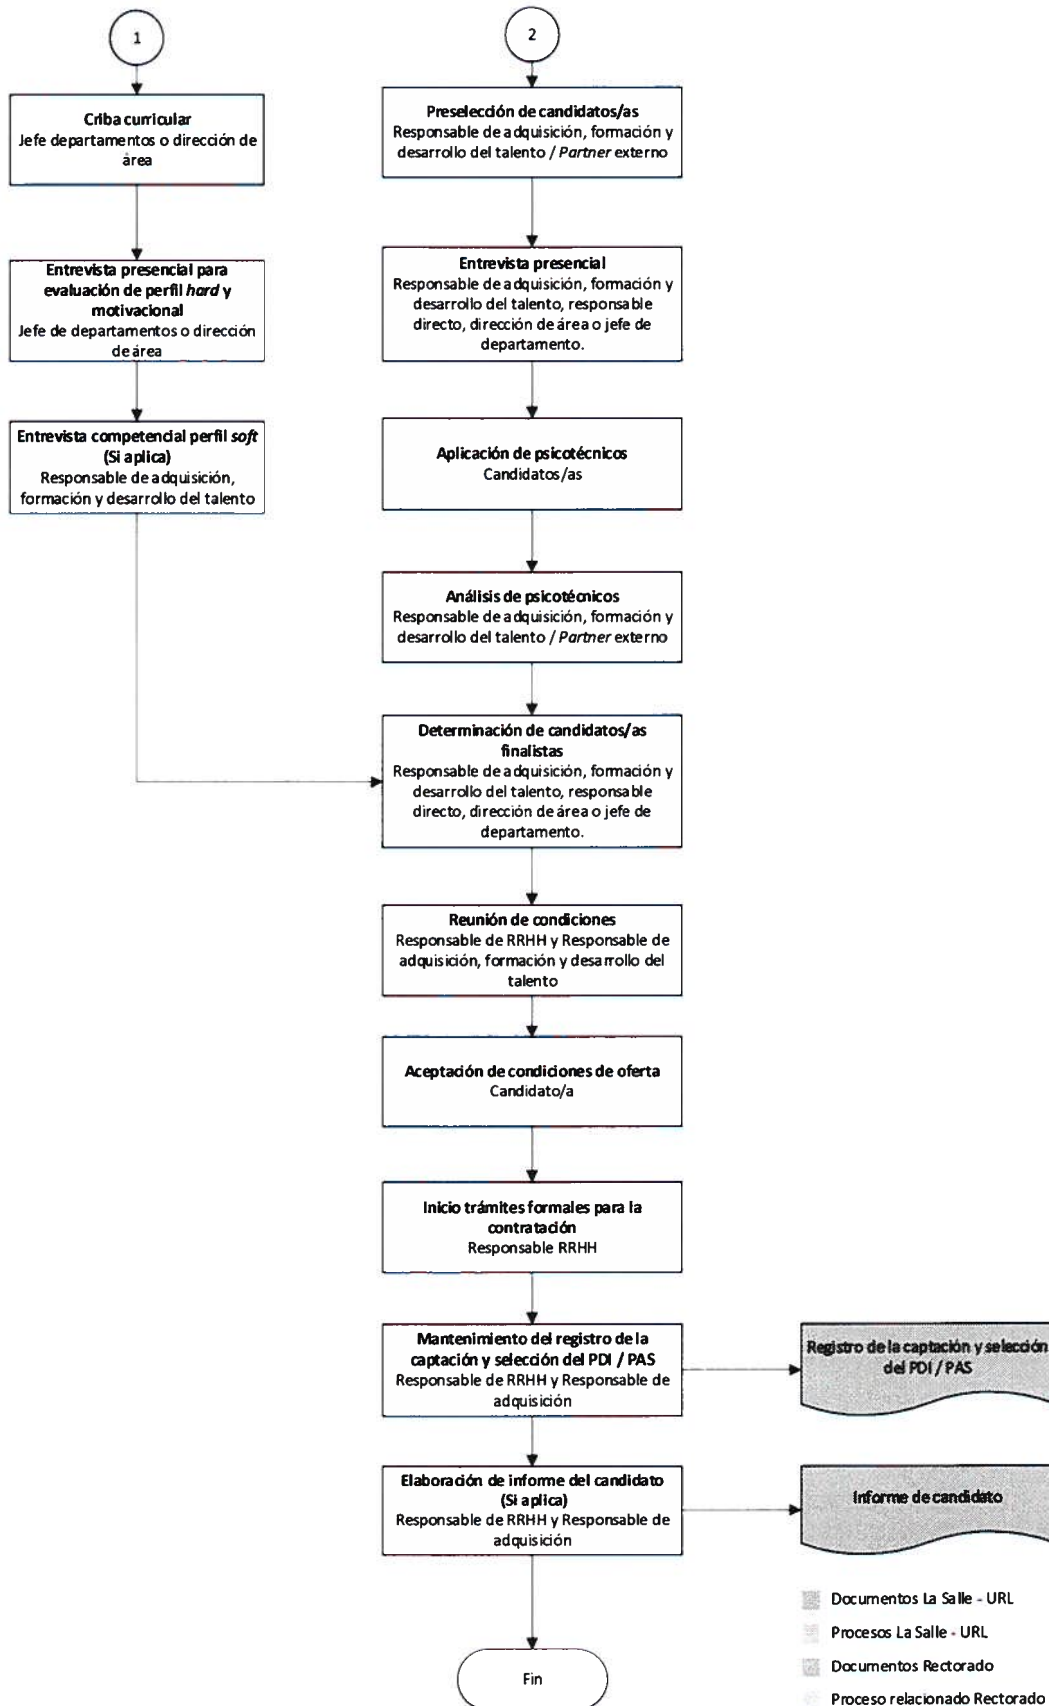 1
Criba curricular
Jefe departamentos o dirección de
área
Entrevista presencial para
evaluación de perfil hard y
motivacional
Jefe de departamentos o dirección
de área
Entrevista competencial perfil soft
(Si aplica)
Responsable de adquisición,
formación y desarrollo del talento
2
Preselección de candidatos/as
Responsable de adquisición, formación y
desarrollo del talento / Partner externo
Entrevista presencial
Responsable de adquisición, formación y
desarrollo del talento, responsable
directo, dirección de área o jefe de
departamento.
Aplicación de psicotécnicos
Candidatos/as
Análisis de psicotécnicos
Responsable de adquisición, formación y
desarrollo del talento / Partner externo
Determinación de candidatos/as
finalistas
Responsable de adquisición, formación y
desarrollo del talento, responsable
directo, dirección de área o jefe de
departamento.
Reunión de condiciones
Responsable de RRHH y Responsable de
adquisición, formación y desarrollo del
talento
Aceptación de condiciones de oferta
Candidato/a
Inicio trámites formales para la
contratación
Responsable RRHH
Mantenimiento del registro de la
captación y selección del PDI / PAS
Responsable de RRHH y Responsable de
adquisición
Registro de la captación y selección
del PDI / PAS
Elaboración de informe del candidato
(Si aplica)
Responsable de RRHH y Responsable de
adquisición
Informe de candidato
Fin
Documentos La Salle - URL
Procesos La Salle - URL
Documentos Rectorado
Proceso relacionado Rectorado